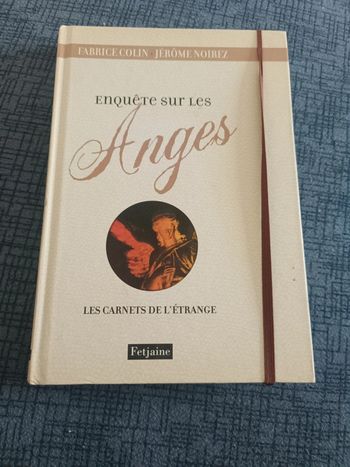 FABRICE COLIN • JÉRÔME NOIREZ
ENQUÊTE SUR LES
Anges
LES CARNETS DE L'ÉTRANGE
Fetjaine